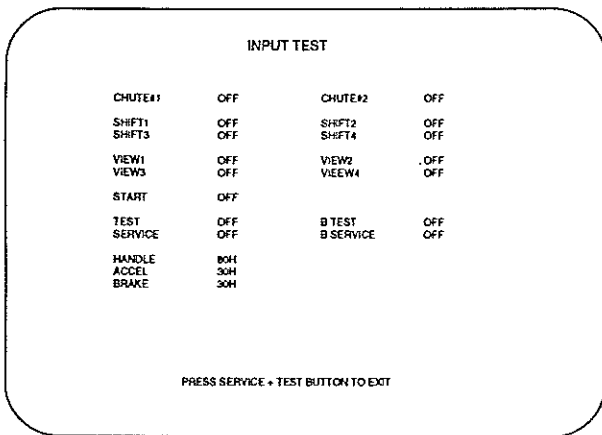 INPUT TEST
CHUTE#1 OFF CHUTE#2 OFF
SHIFT1 OFF SHIFT2 OFF
SHIFT3 OFF SHIFT4 OFF
VIEW1 OFF VIEW2 OFF
VIEW3 OFF VIEEW4 OFF
START OFF
TEST OFF B TEST OFF
SERVICE OFF B SERVICE OFF
HANDLE 80H
ACCEL 30H
BRAKE 30H
PRESS SERVICE + TEST BUTTON TO EXIT